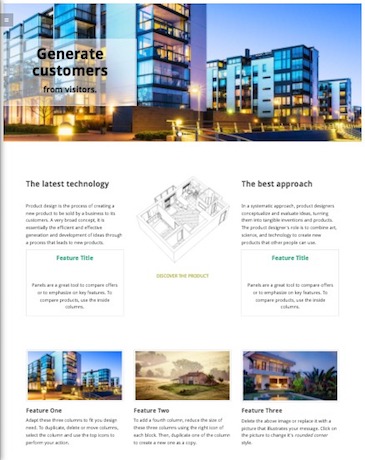 Generate
customers
from visitors.
The latest technology
Product design is the process of creating a
new product to be sold by a business to its
customers. A very broad concept, it is
essentially the efficient and effective
generation and development of ideas through
a process that leads to new products.
Feature Title
Panels are a great tool to compare offers
or to emphasize on key features. To
compare products, use the inside
columns.
DISCOVER THE PRODUCT
The best approach
In a systematic approach, product designers
conceptualize and evaluate ideas, turning
them into tangible inventions and products.
The product designer's role is to combine art,
science, and technology to create new
products that other people can use.
Feature Title
Panels are a great tool to compare offers
or to emphasize on key features. To
compare products, use the inside
columns.
Feature One
Adapt these three columns to fit you design
need. To duplicate, delete or move columns,
select the column and use the top icons to
perform your action.
Feature Two
To add a fourth column, reduce the size of
these three columns using the right icon of
each block. Then, duplicate one of the column
to create a new one as a copy.
Feature Three
Delete the above image or replace it with a
picture that illustrates your message. Click on
the picture to change it's rounded corner
style.